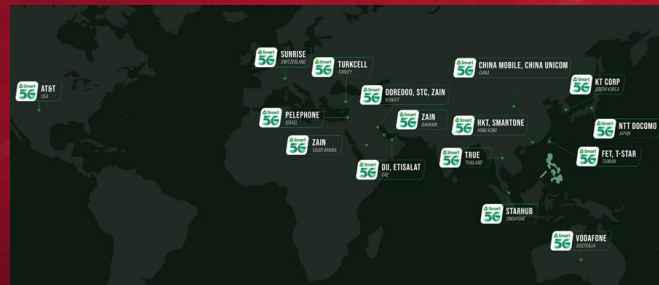 Smart
5G
SUNRISE
SWITZERLAND
Smart
5G
TURKCELL
TURKEY
Smart
5G
CHINA MOBILE, CHINA UNICOM
CHINA
Smart
5G
AT&T
USA
Smart
5G
OOREDOO, STC, ZAIN
KUWAIT
Smart
5G
KT CORP
SOUTH KOREA
Smart
5G
PELEPHONE
ISRAEL
Smart
5G
ZAIN
BAHRAIN
Smart
5G
HKT, SMARTONE
HONG KONG
Smart
5G
NTT DOCOMO
JAPAN
Smart
5G
ZAIN
SAUDI ARABIA
Smart
5G
DU, ETISALAT
UAE
Smart
5G
TRUE
THAILAND
Smart
5G
FET, T-STAR
TAIWAN
Smart
5G
STARHUB
SINGAPORE
Smart
5G
VODAFONE
AUSTRALIA